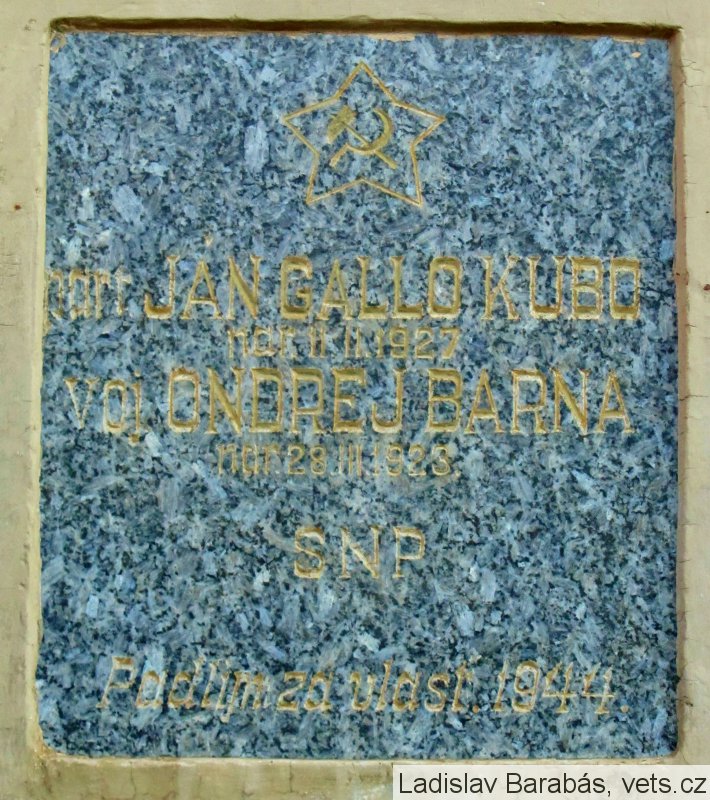 part. JÁN GALLO KUBO
nar. 11. II. 1927.
voj. ONDREJ BARNA
nar. 28. III. 1923.
SNP
Padlým za vlasť. 1944.
Ladislav Barabás, vets.cz